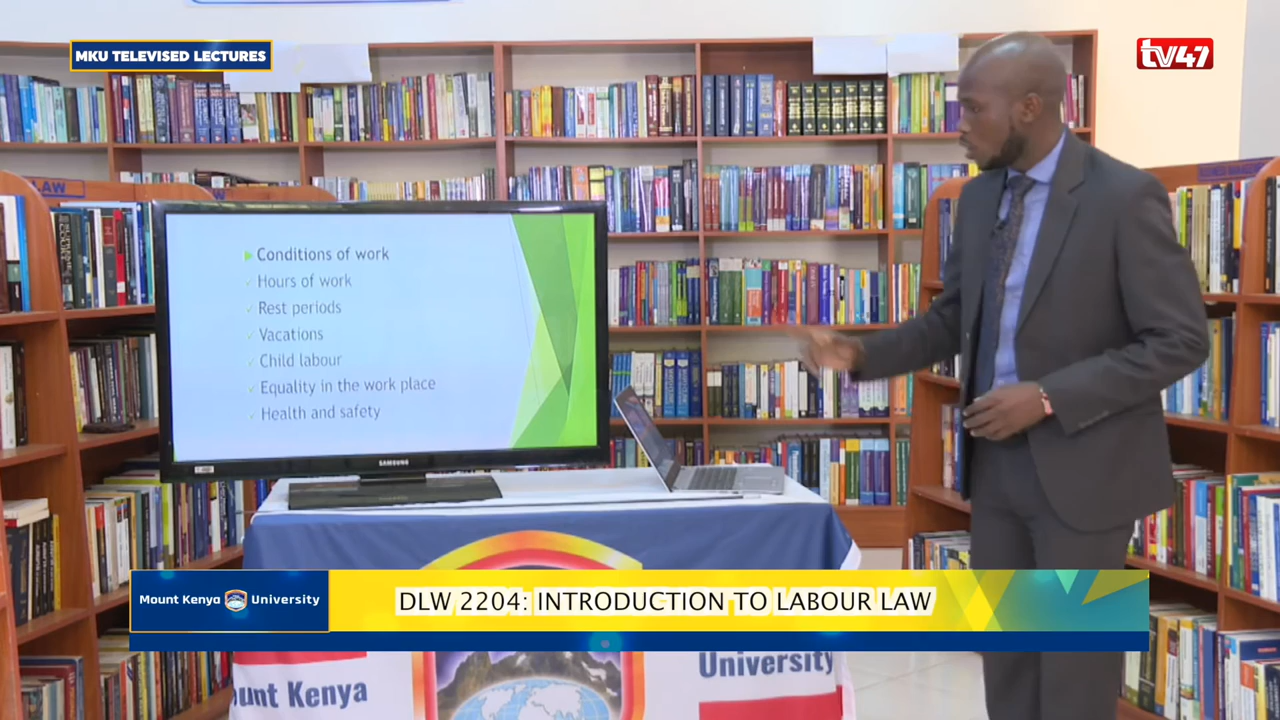 MKU TELEVISED LECTURES
tv47
LAW
Conditions of work
Hours of work
Rest periods
Vacations
Child labour
Equality in the work place
Health and safety
SAMSUNG
Mount Kenya University
DLW 2204: INTRODUCTION TO LABOUR LAW
University
unt Kenya